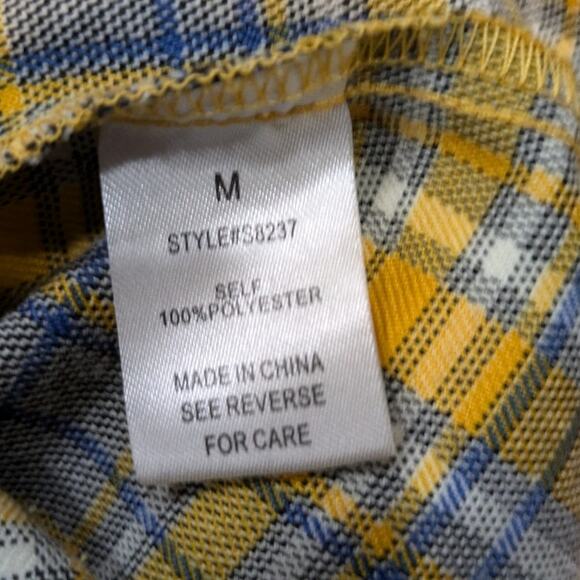 M
STYLE#S8237
SELF
100%POLYESTER
MADE IN CHINA
SEE REVERSE
FOR CARE